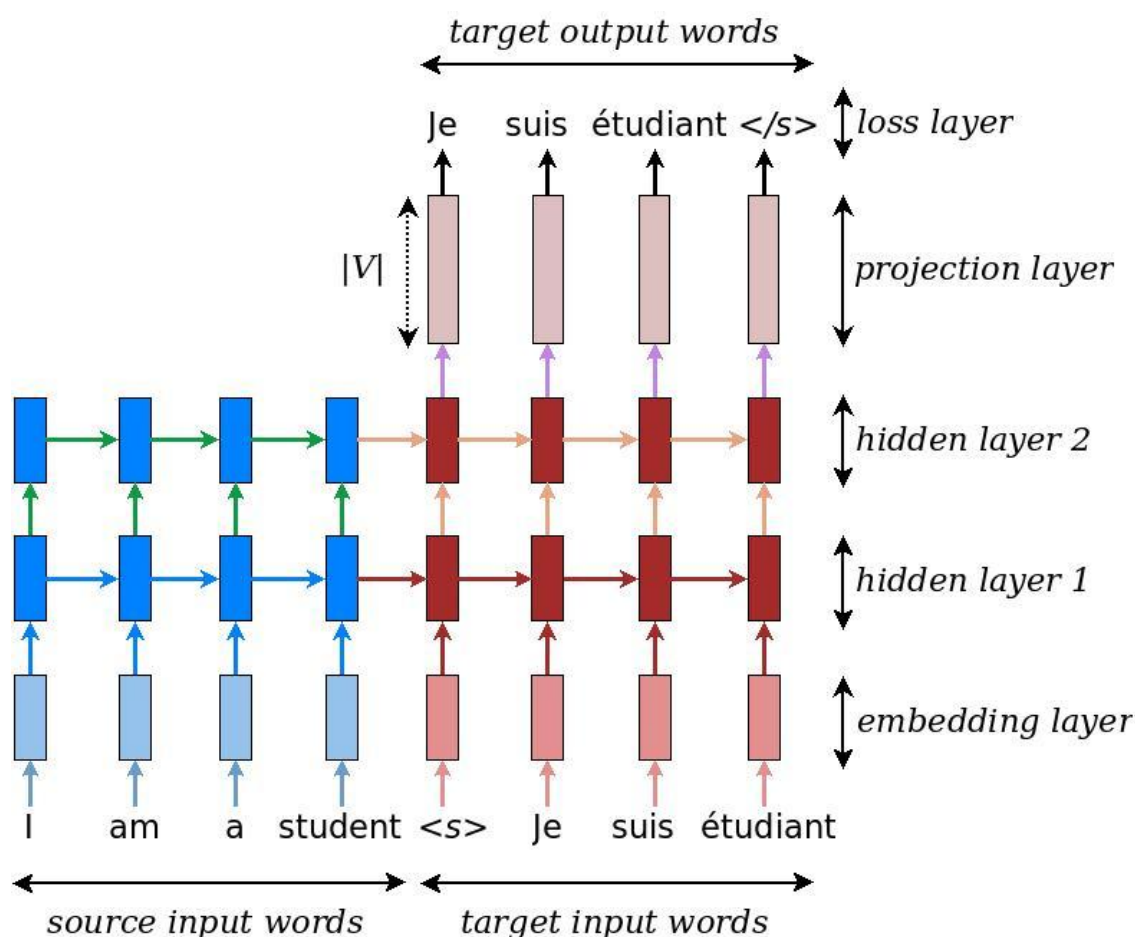 target output words
Je suis étudiant </s>
loss layer
|V|
projection layer
hidden layer 2
hidden layer 1
embedding layer
I am a student <s> Je suis étudiant
source input words target input words